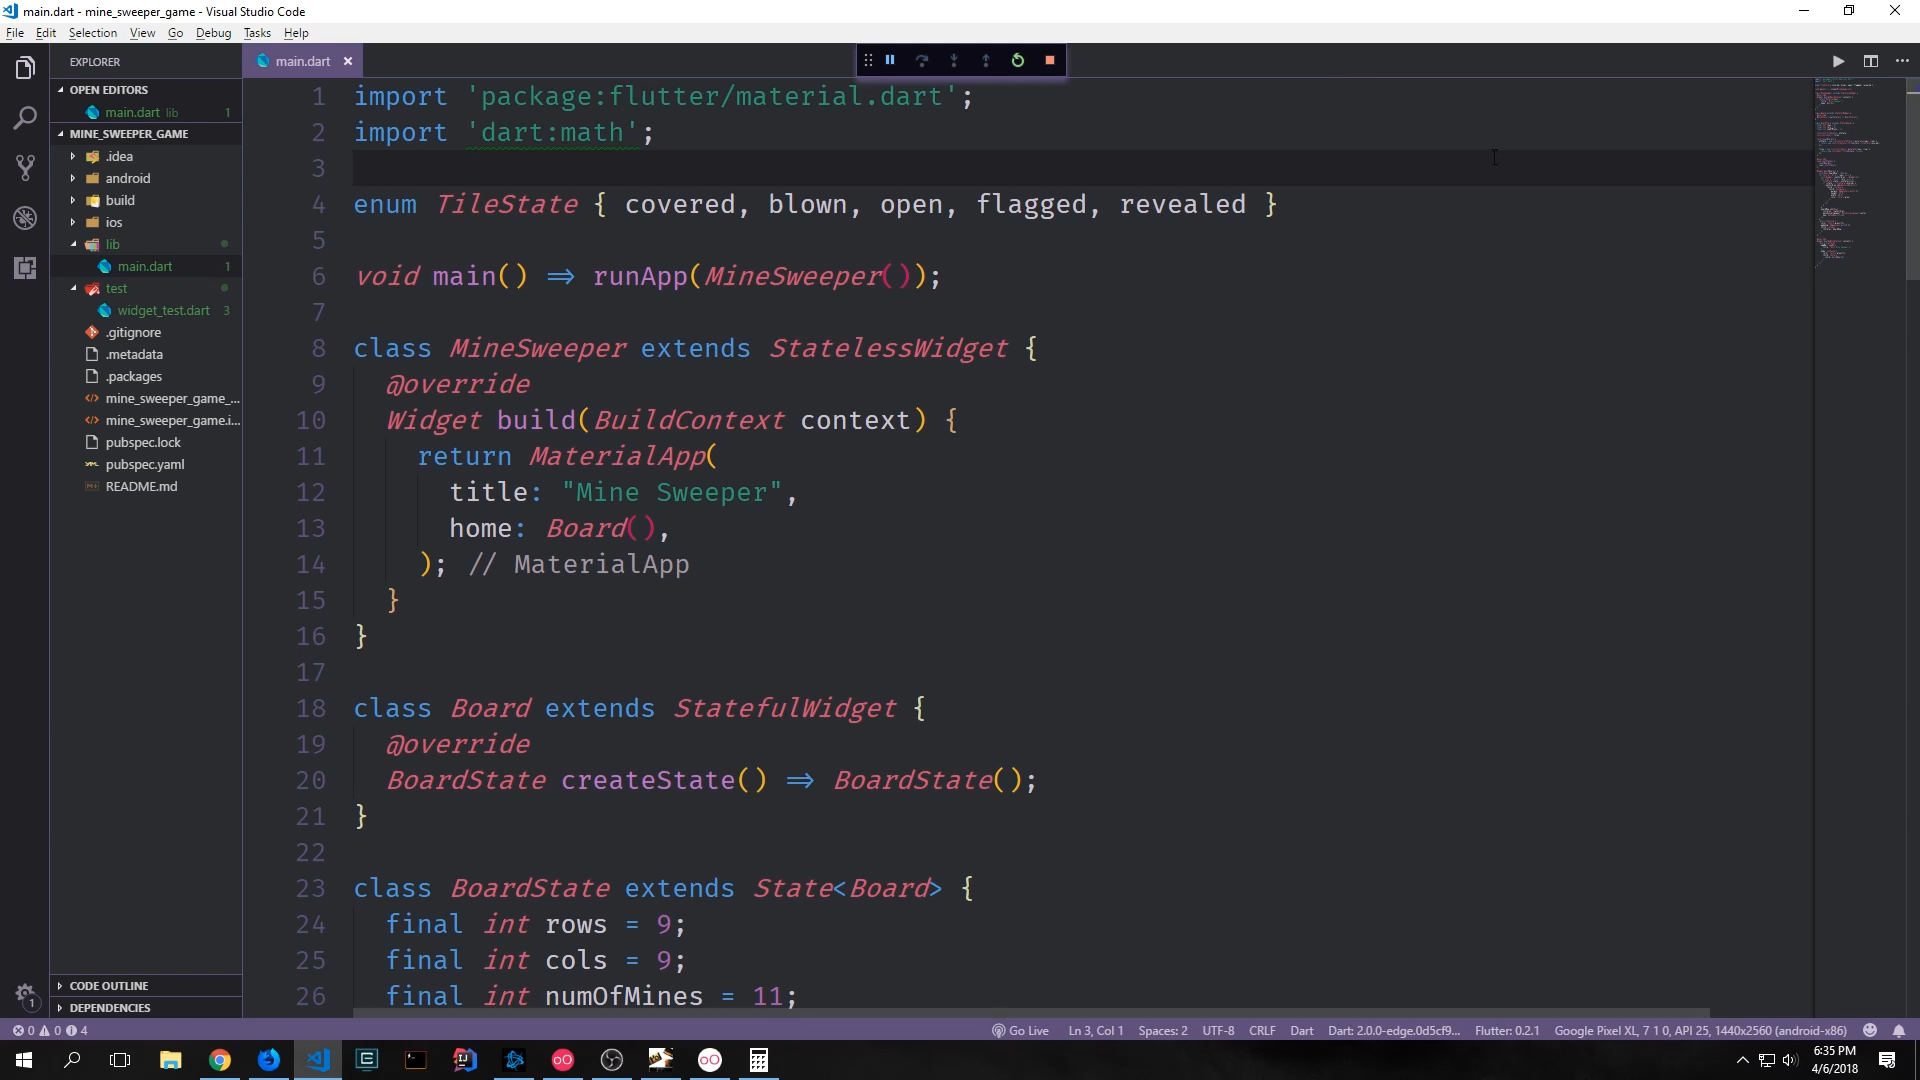 main.dart - mine_sweeper_game - Visual Studio Code
File Edit Selection View Go Debug Tasks Help
EXPLORER
main.dart
OPEN EDITORS
main.dart lib 1
MINE_SWEEPER_GAME
.idea
android
build
ios
lib
main.dart 1
test
widget_test.dart 3
.gitignore
.metadata
.packages
mine_sweeper_game_...
mine_sweeper_game.i...
pubspec.lock
pubspec.yaml
README.md
CODE OUTLINE
DEPENDENCIES
1 import 'package:flutter/material.dart';
2 import 'dart:math';
3
4 enum TileState { covered, blown, open, flagged, revealed }
5
6 void main() => runApp(MineSweeper());
7
8 class MineSweeper extends StatelessWidget {
9 @override
10 Widget build(BuildContext context) {
11 return MaterialApp(
12 title: "Mine Sweeper",
13 home: Board(),
14 ); // MaterialApp
15 }
16 }
17
18 class Board extends StatefulWidget {
19 @override
20 BoardState createState() => BoardState();
21 }
22
23 class BoardState extends State<Board> {
24 final int rows = 9;
25 final int cols = 9;
26 final int numOfMines = 11;
1
0 0 4 Go Live Ln 3, Col 1 Spaces: 2 UTF-8 CRLF Dart Dart: 2.0.0-edge.0d5cf9... Flutter: 0.2.1 Google Pixel XL, 7 1 0, API 25, 1440x2560 (android-x86)
6:35 PM
4/6/2018